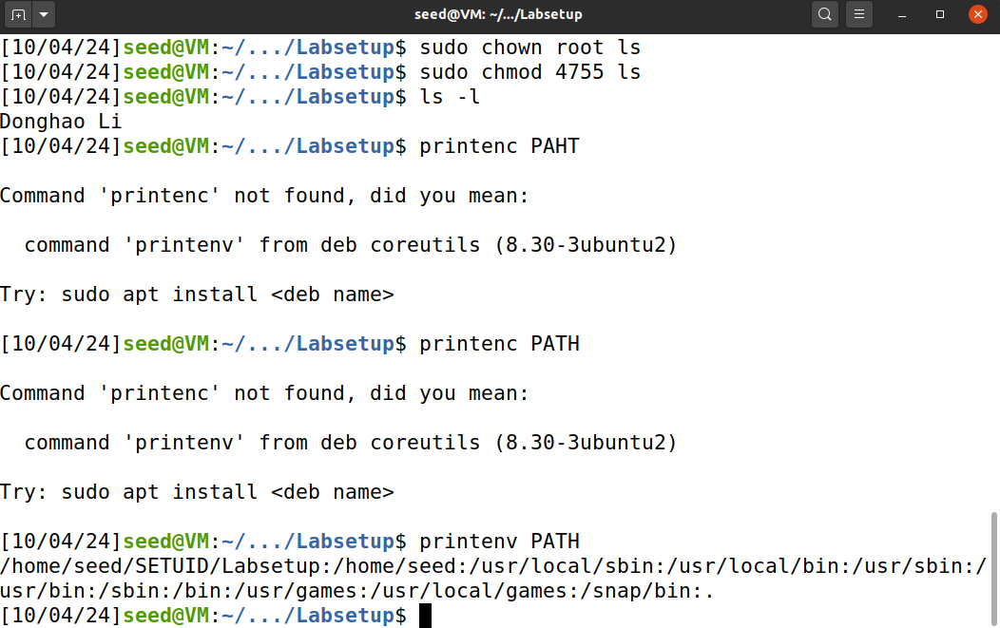 seed@VM: ~/.../Labsetup
[10/04/24]seed@VM:~/.../Labsetup$ sudo chown root ls
[10/04/24]seed@VM:~/.../Labsetup$ sudo chmod 4755 ls
[10/04/24]seed@VM:~/.../Labsetup$ ls -l
Donghao Li
[10/04/24]seed@VM:~/.../Labsetup$ printenc PAHT
Command 'printenc' not found, did you mean:
  command 'printenv' from deb coreutils (8.30-3ubuntu2)
Try: sudo apt install <deb name>
[10/04/24]seed@VM:~/.../Labsetup$ printenc PATH
Command 'printenc' not found, did you mean:
  command 'printenv' from deb coreutils (8.30-3ubuntu2)
Try: sudo apt install <deb name>
[10/04/24]seed@VM:~/.../Labsetup$ printenv PATH
/home/seed/SETUID/Labsetup:/home/seed:/usr/local/sbin:/usr/local/bin:/usr/sbin:/
usr/bin:/sbin:/bin:/usr/games:/usr/local/games:/snap/bin:.
[10/04/24]seed@VM:~/.../Labsetup$